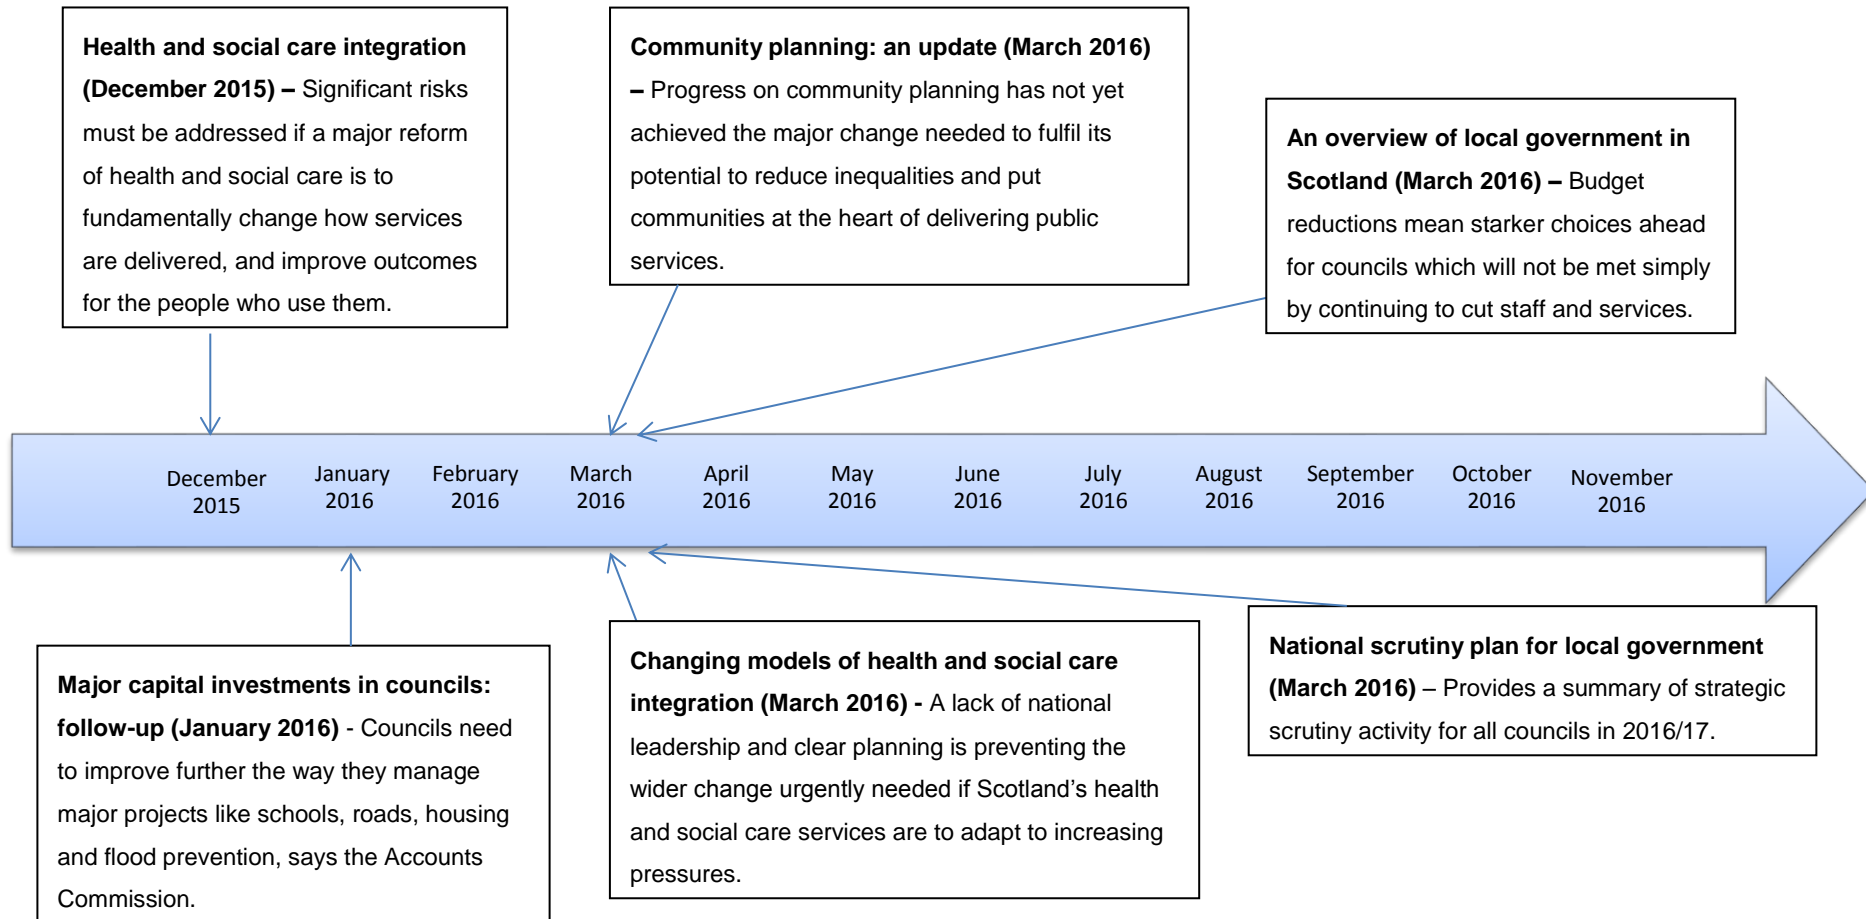 Health and social care integration
(December 2015) – Significant risks
must be addressed if a major reform
of health and social care is to
fundamentally change how services
are delivered, and improve outcomes
for the people who use them.
Community planning: an update (March 2016)
– Progress on community planning has not yet
achieved the major change needed to fulfil its
potential to reduce inequalities and put
communities at the heart of delivering public
services.
An overview of local government in
Scotland (March 2016) – Budget
reductions mean starker choices ahead
for councils which will not be met simply
by continuing to cut staff and services.
December
2015
January
2016
February
2016
March
2016
April
2016
May
2016
June
2016
July
2016
August
2016
September
2016
October
2016
November
2016
Major capital investments in councils:
follow-up (January 2016) - Councils need
to improve further the way they manage
major projects like schools, roads, housing
and flood prevention, says the Accounts
Commission.
Changing models of health and social care
integration (March 2016) - A lack of national
leadership and clear planning is preventing the
wider change urgently needed if Scotland’s health
and social care services are to adapt to increasing
pressures.
National scrutiny plan for local government
(March 2016) – Provides a summary of strategic
scrutiny activity for all councils in 2016/17.